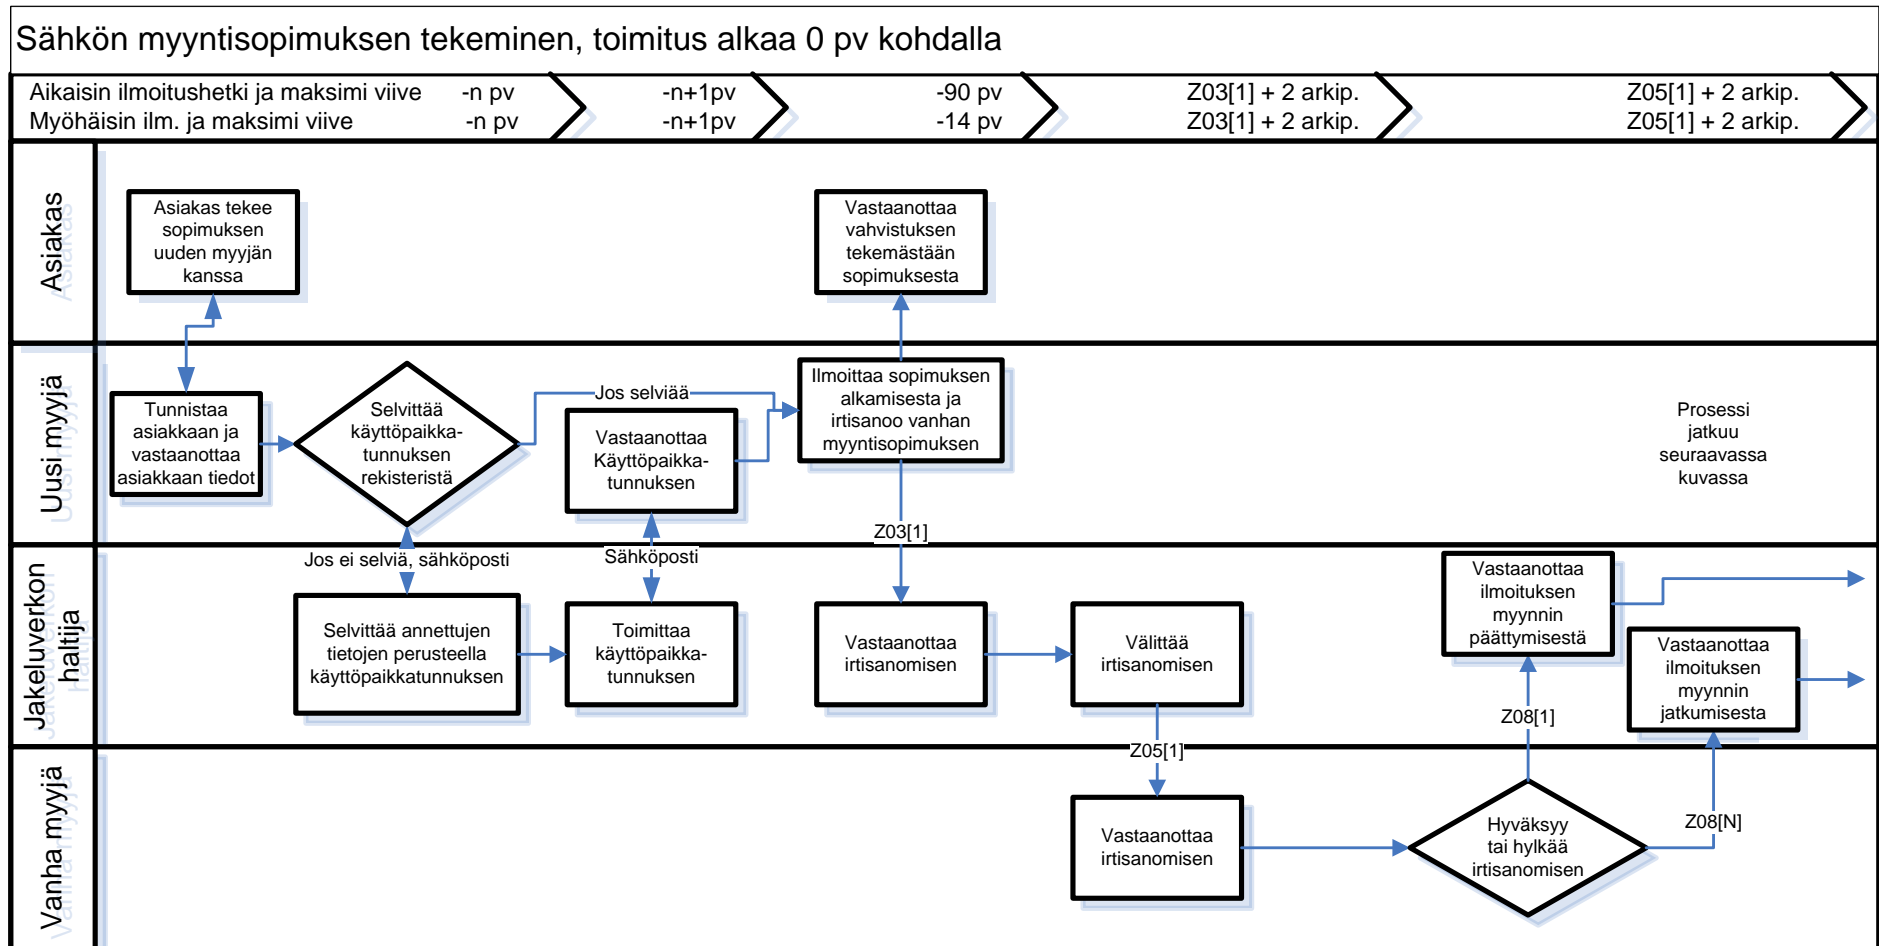 Sähkön myyntisopimuksen tekeminen, toimitus alkaa 0 pv kohdalla
Aikaisin ilmoitushetki ja maksimi viive -n pv -n+1pv -90 pv Z03[1] + 2 arkip. Z05[1] + 2 arkip.
Myöhäisin ilm. ja maksimi viive -n pv -n+1pv -14 pv Z03[1] + 2 arkip. Z05[1] + 2 arkip.
Asiakas
Asiakas tekee
sopimuksen
uuden myyjän
kanssa
Vastaanottaa
vahvistuksen
tekemästään
sopimuksesta
Uusi myyjä
Tunnistaa
asiakkaan ja
vastaanottaa
asiakkaan tiedot
Selvittää
käyttöpaikka-
tunnuksen
rekisteristä
Jos selviää
Vastaanottaa
Käyttöpaikka-
tunnuksen
Ilmoittaa sopimuksen
alkamisesta ja
irtisanoo vanhan
myyntisopimuksen
Prosessi
jatkuu
seuraavassa
kuvassa
Z03[1]
Jos ei selviä, sähköposti
Sähköposti
Jakeluverkon
haltija
Selvittää annettujen
tietojen perusteella
käyttöpaikkatunnuksen
Toimittaa
käyttöpaikka-
tunnuksen
Vastaanottaa
irtisanomisen
Välittää
irtisanomisen
Vastaanottaa
ilmoituksen
myynnin
päättymisestä
Vastaanottaa
ilmoituksen
myynnin
jatkumisesta
Z08[1]
Z05[1]
Z08[N]
Vanha myyjä
Vastaanottaa
irtisanomisen
Hyväksyy
tai hylkää
irtisanomisen